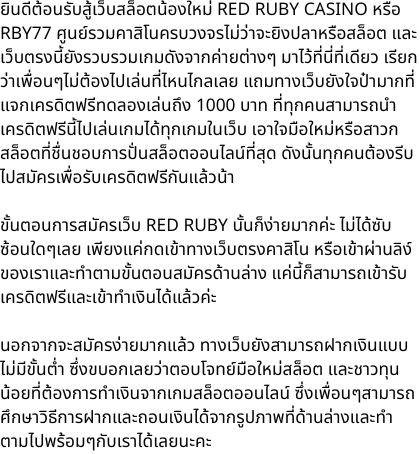 ยินดีต้อนรับสู้เว็บสล็อตน้องใหม่ RED RUBY CASINO หรือ
RBY77 ศูนย์รวมคาสิโนครบวงจรไม่ว่าจะยิงปลาหรือสล็อต และ
เว็บตรงนี้ยังรวบรวมเกมดังจากค่ายต่างๆ มาไว้ที่นี่ที่เดียว เรียก
ว่าเพื่อนๆไม่ต้องไปเล่นที่ไหนไกลเลย แถมทางเว็บยังใจป้ำมากที่
แจกเครดิตฟรีทดลองเล่นถึง 1000 บาท ที่ทุกคนสามารถนำ
เครดิตฟรีนี้ไปเล่นเกมได้ทุกเกมในเว็บ เอาใจมือใหม่หรือสาวก
สล็อตที่ชื่นชอบการปั่นสล็อตออนไลน์ที่สุด ดังนั้นทุกคนต้องรีบ
ไปสมัครเพื่อรับเครดิตฟรีกันแล้วน้า
ขั้นตอนการสมัครเว็บ RED RUBY นั้นก็ง่ายมากค่ะ ไม่ได้ซับ
ซ้อนใดๆเลย เพียงแค่กดเข้าทางเว็บตรงคาสิโน หรือเข้าผ่านลิง์
ของเราและทำตามขั้นตอนสมัครด้านล่าง แค่นี้ก็สามารถเข้ารับ
เครดิตฟรีและเข้าทำเงินได้แล้วค่ะ
นอกจากจะสมัครง่ายมากแล้ว ทางเว็บยังสามารถฝากเงินแบบ
ไม่มีขั้นต่ำ ซึ่งขบอกเลยว่าตอบโจทย์มือใหม่สล็อต และชาวทุน
น้อยที่ต้องการทำเงินจากเกมสล็อตออนไลน์ ซึ่งเพื่อนๆสามารถ
ศึกษาวิธีการฝากและถอนเงินได้จากรูปภาพที่ด้านล่างและทำ
ตามไปพร้อมๆกับเราได้เลยนะคะ